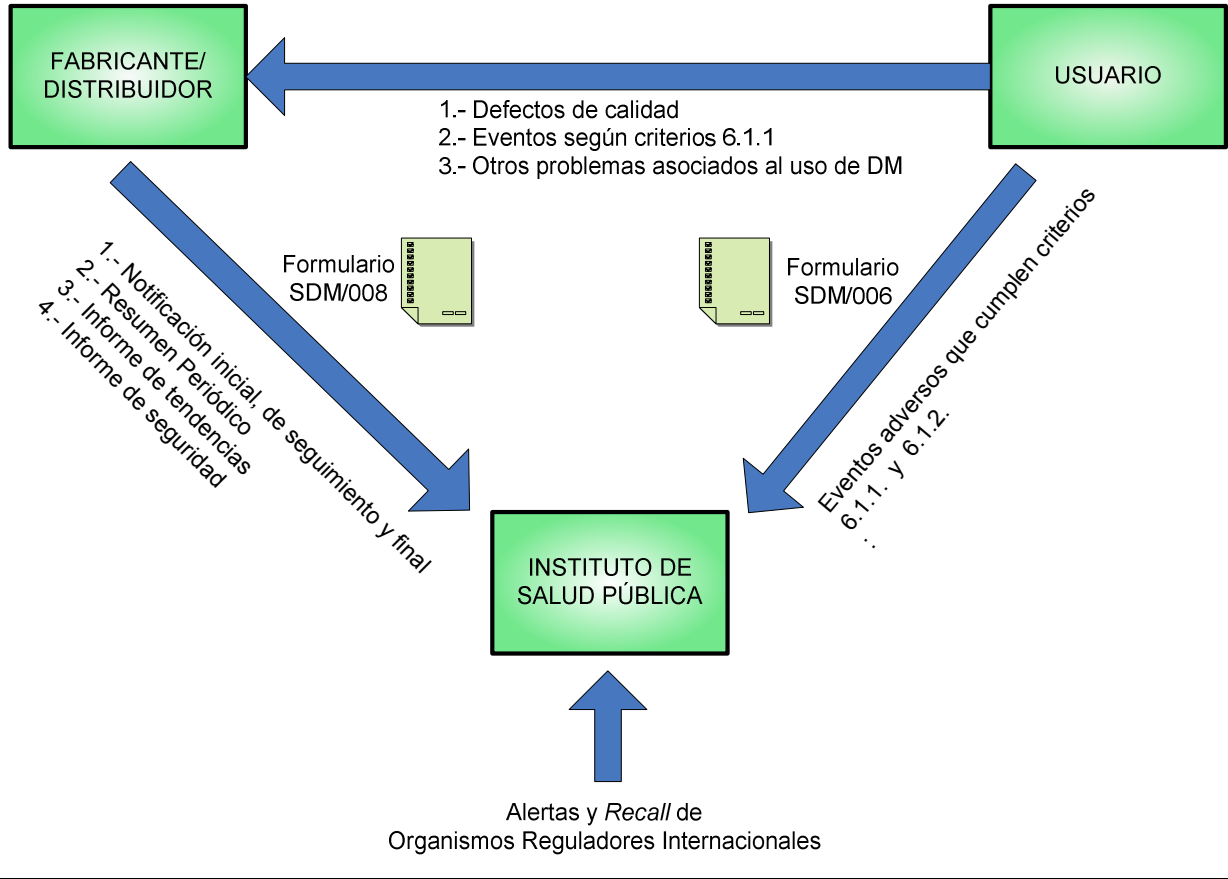 FABRICANTE/
DISTRIBUIDOR
USUARIO
1.- Defectos de calidad
2.- Eventos según criterios 6.1.1
3.- Otros problemas asociados al uso de DM
Formulario
SDM/008
Formulario
SDM/006
1.- Notificación inicial, de seguimiento y final
2.- Resumen Periódico
3.- Informe de tendencias
4.- Informe de seguridad
Eventos adversos que cumplen criterios
6.1.1. y 6.1.2.
. .
INSTITUTO DE
SALUD PÚBLICA
Alertas y Recall de
Organismos Reguladores Internacionales